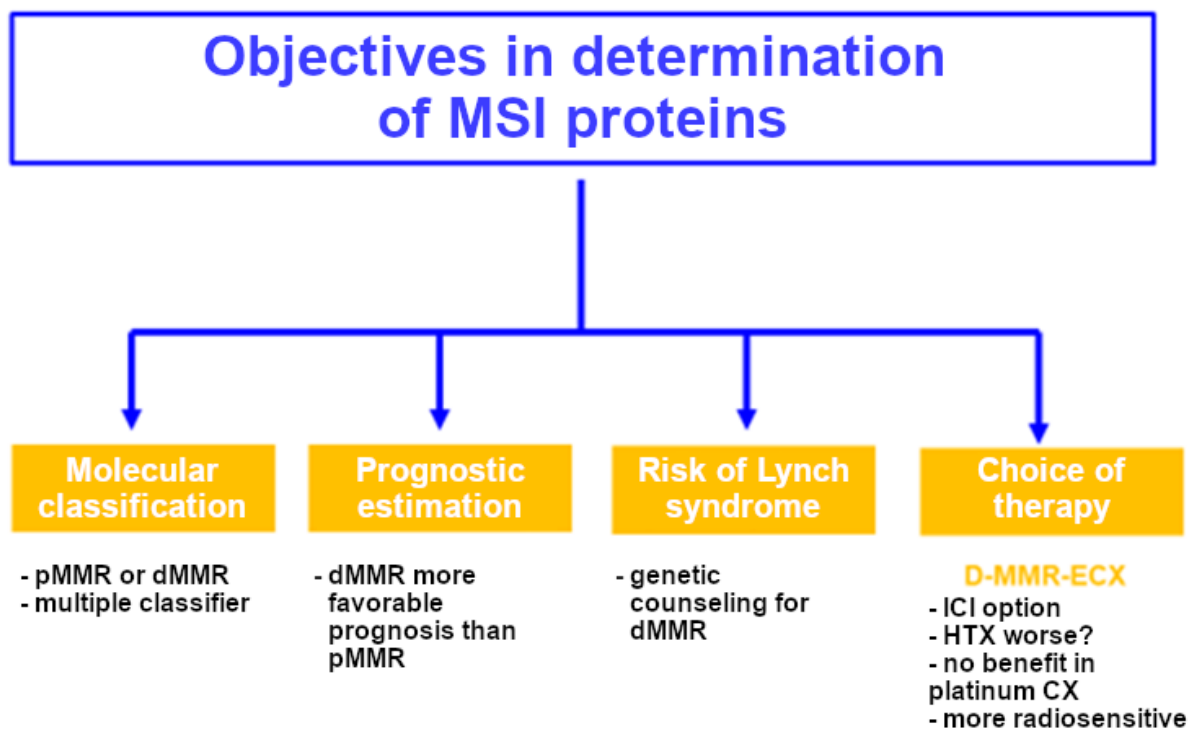 Objectives in determination
of MSI proteins
Molecular
classification
- pMMR or dMMR
- multiple classifier
Prognostic
estimation
- dMMR more
favorable
prognosis than
pMMR
Risk of Lynch
syndrome
- genetic
counseling for
dMMR
Choice of
therapy
D-MMR-ECX
- ICI option
- HTX worse?
- no benefit in
platinum CX
- more radiosensitive